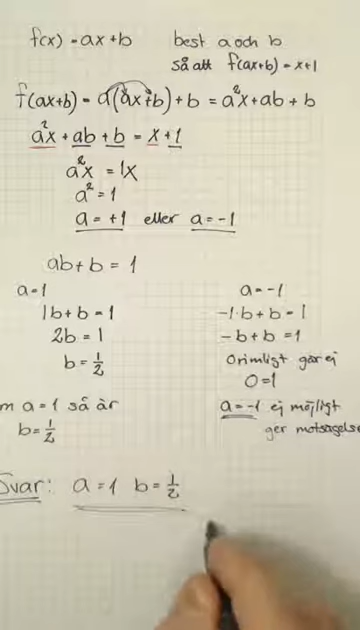 f(x) = ax + b best a och b
så att f(ax+b) = x+1
f(ax+b) = a(ax+b) + b = a²x + ab + b
a²x + ab + b = x + 1
a²x = 1x
a² = 1
a = +1 eller a = -1
ab + b = 1
a = 1
1b + b = 1
2b = 1
b = 1/2
m a = 1 så är
b = 1/2
a = -1
-1·b + b = 1
-b + b = 1
Orimligt går ej
0 = 1
a = -1 ej möjligt
ger motsägelse
Svar: a = 1 b = 1/2